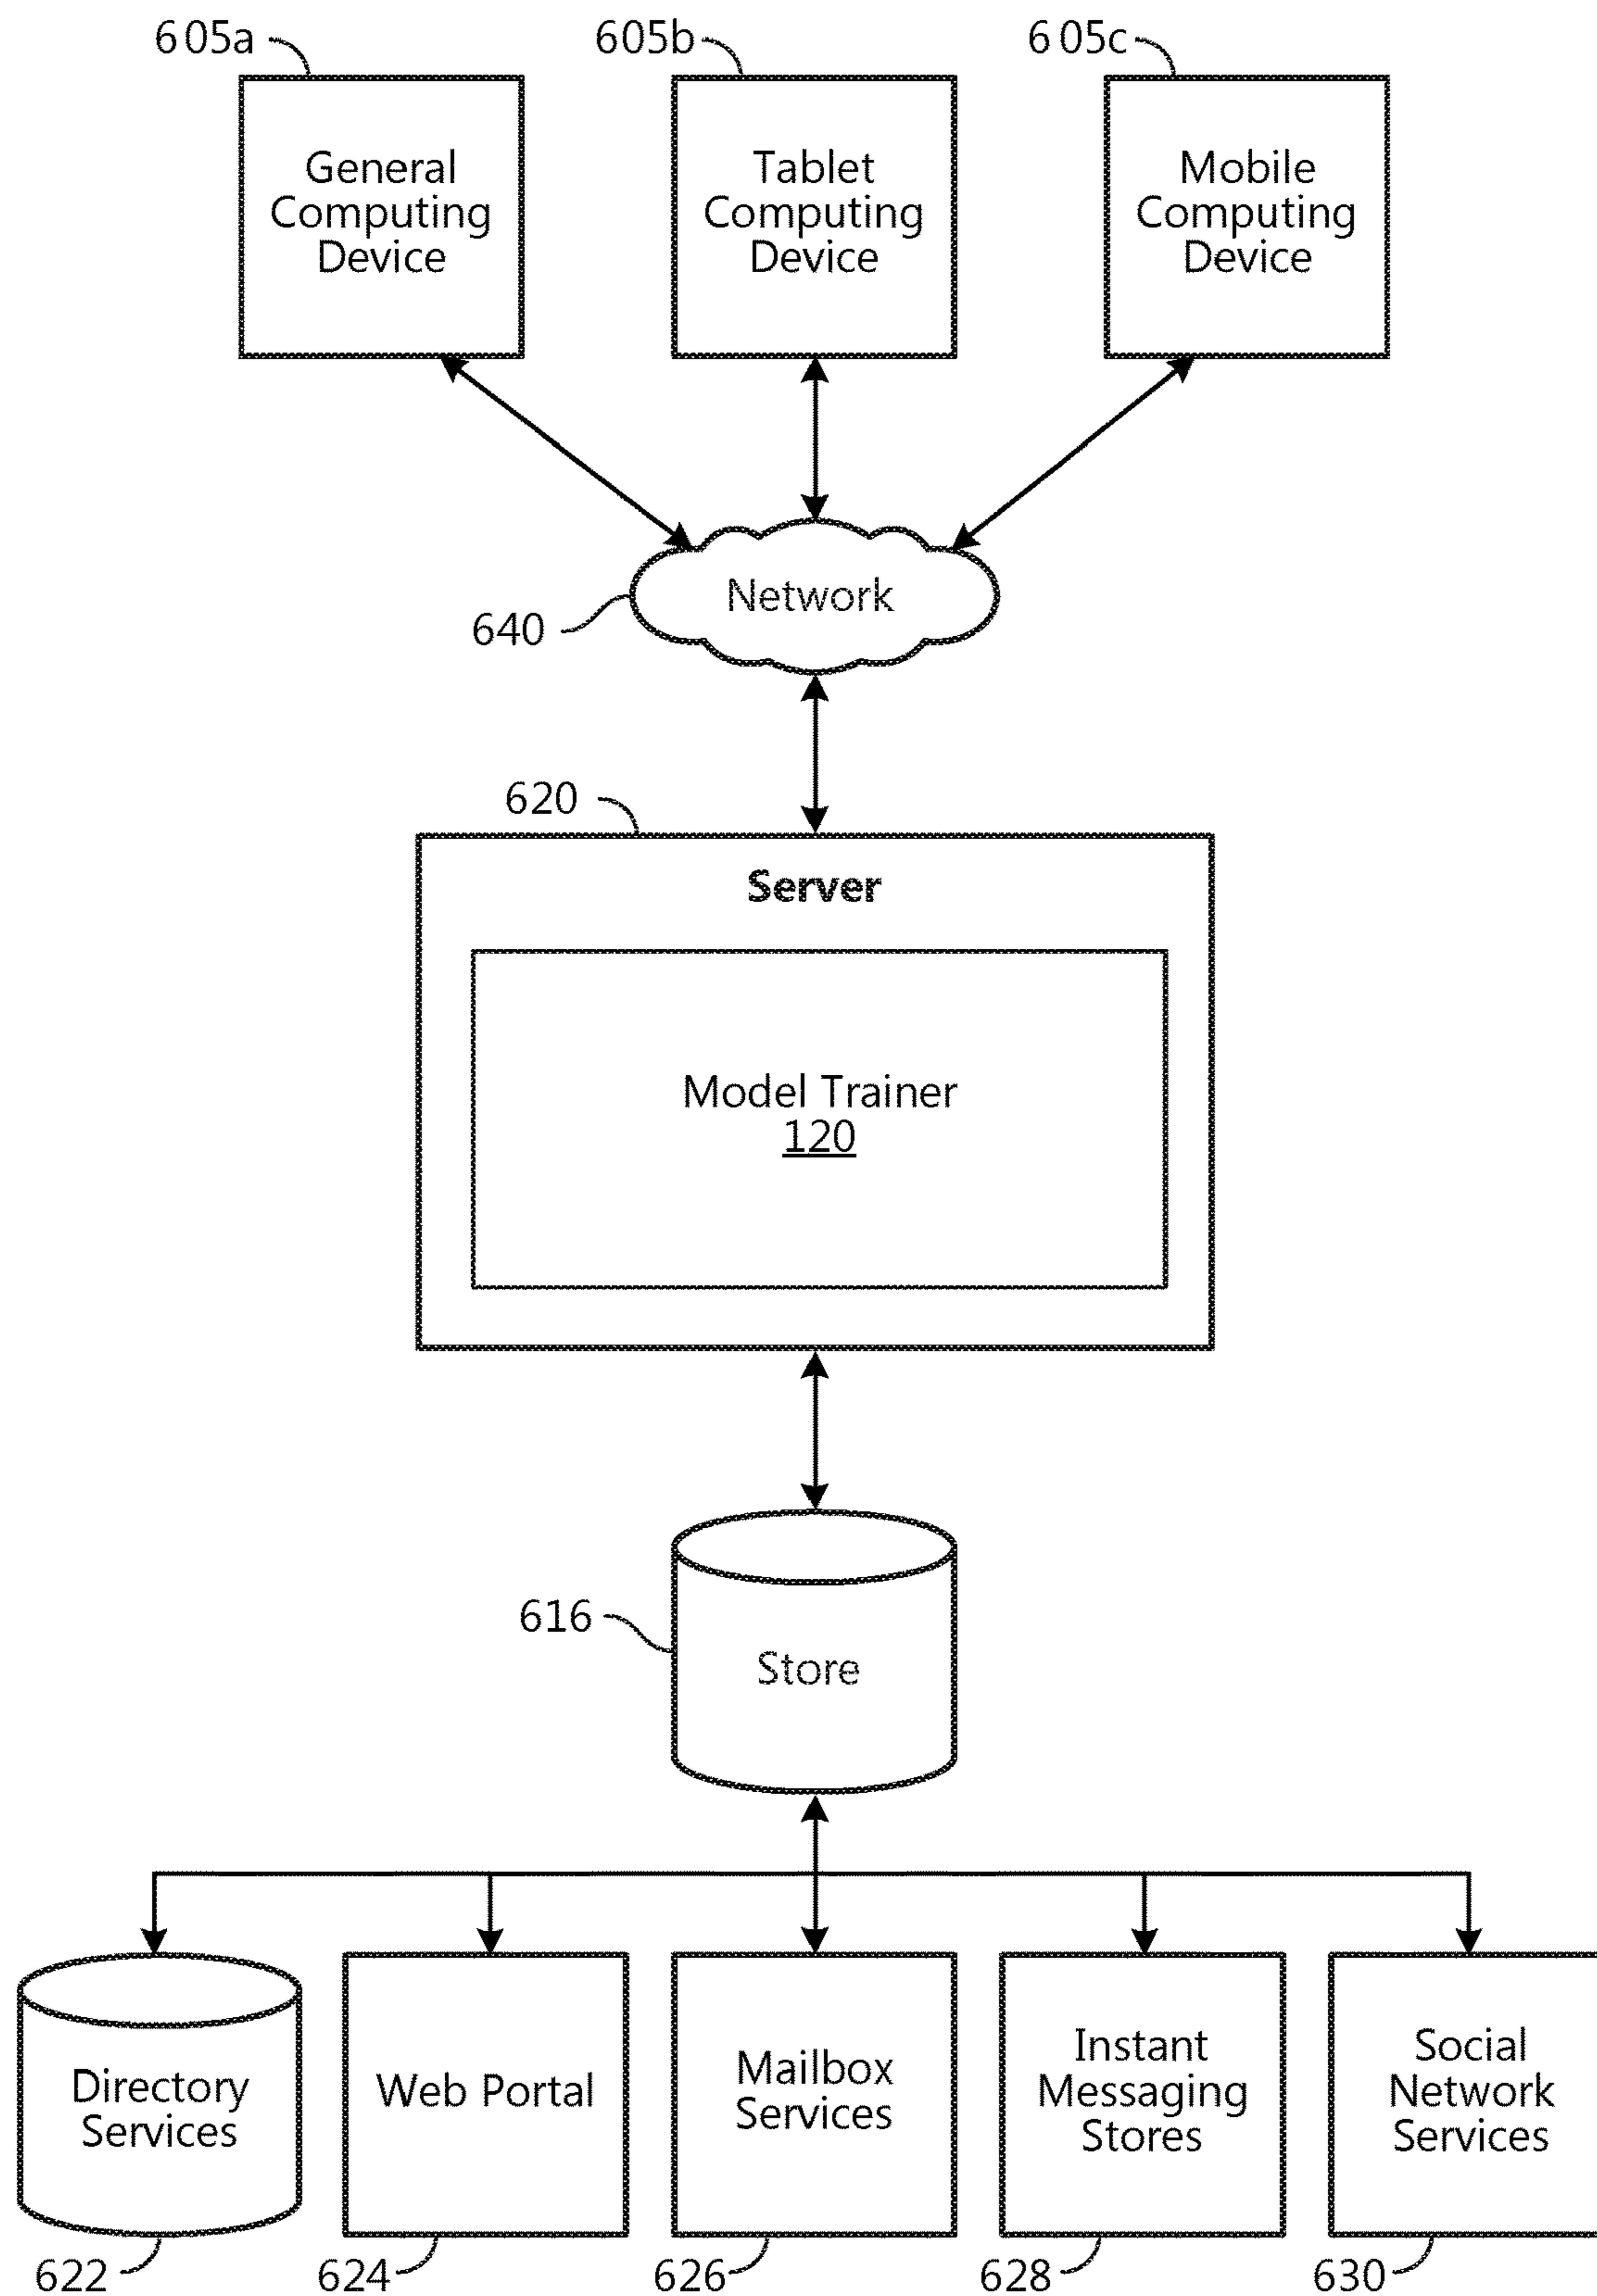 605a
605b
605c
General
Computing
Device
Tablet
Computing
Device
Mobile
Computing
Device
Network
640
620
Server
Model Trainer
120
616
Store
Directory
Services
Web Portal
Mailbox
Services
Instant
Messaging
Stores
Social
Network
Services
622
624
626
628
630